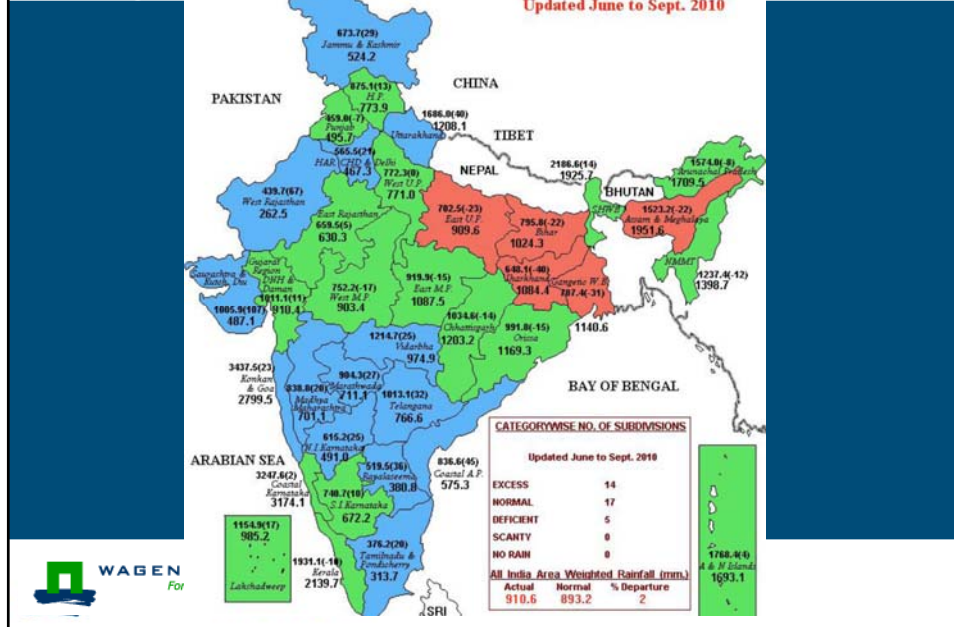 Updated June to Sept. 2010
673.7(29)
Jammu & Kashmir
524.2
CHINA
PAKISTAN
875.1(13)
H.P.
773.9
459.0(-7)
Punjab
495.7
1686.0(40)
1208.1
Uttarakhand
TIBET
565.5(21)
HAR, CHD & Delhi
467.3
772.3(0)
West U.P.
771.0
NEPAL
2186.6(14)
1925.7
BHUTAN
SHWB
1574.0(-8)
Arunachal Pradesh
1709.5
439.7(67)
West Rajasthan
262.5
East Rajasthan
659.5(5)
630.3
702.5(-23)
East U.P.
909.6
795.0(-22)
Bihar
1024.3
1523.2(-22)
Assam & Meghalaya
1951.6
NMMT
1237.4(-12)
1398.7
Gujarat
Region
DNH &
Daman
1011.1(11)
910.4
Saurashtra &
Kutch, Diu
1005.9(107)
487.1
752.2(-17)
West M.P.
903.4
919.9(-15)
East M.P.
1087.5
648.1(-40)
Jharkhand
1084.4
Gangetic W.B.
787.4(-31)
1140.6
1034.6(-14)
Chhattisgarh
1203.2
991.8(-15)
Orissa
1169.3
1214.7(25)
Vidarbha
974.9
3437.5(23)
Konkan
& Goa
2799.5
904.3(27)
Marathwada
711.1
838.8(20)
Madhya
Maharashtra
701.1
1013.1(32)
Telangana
766.6
BAY OF BENGAL
615.2(25)
N.I.Karnataka
491.0
ARABIAN SEA
3247.6(2)
Coastal
Karnataka
3174.1
519.5(36)
Rayalaseema
380.8
836.6(45)
Coastal A.P.
575.3
740.7(10)
S.I.Karnataka
672.2
1154.9(17)
985.2
Lakshadweep
1931.1(-10)
Kerala
2139.7
376.2(20)
Tamilnadu &
Pondicherry
313.7
SRI
CATEGORYWISE NO. OF SUBDIVISIONS
Updated June to Sept. 2010
EXCESS 14
NORMAL 17
DEFICIENT 5
SCANTY 0
NO RAIN 0
All India Area Weighted Rainfall (mm.)
Actual Normal % Departure
910.6 893.2 2
1768.4(4)
A & N Islands
1693.1
WAGEN
For